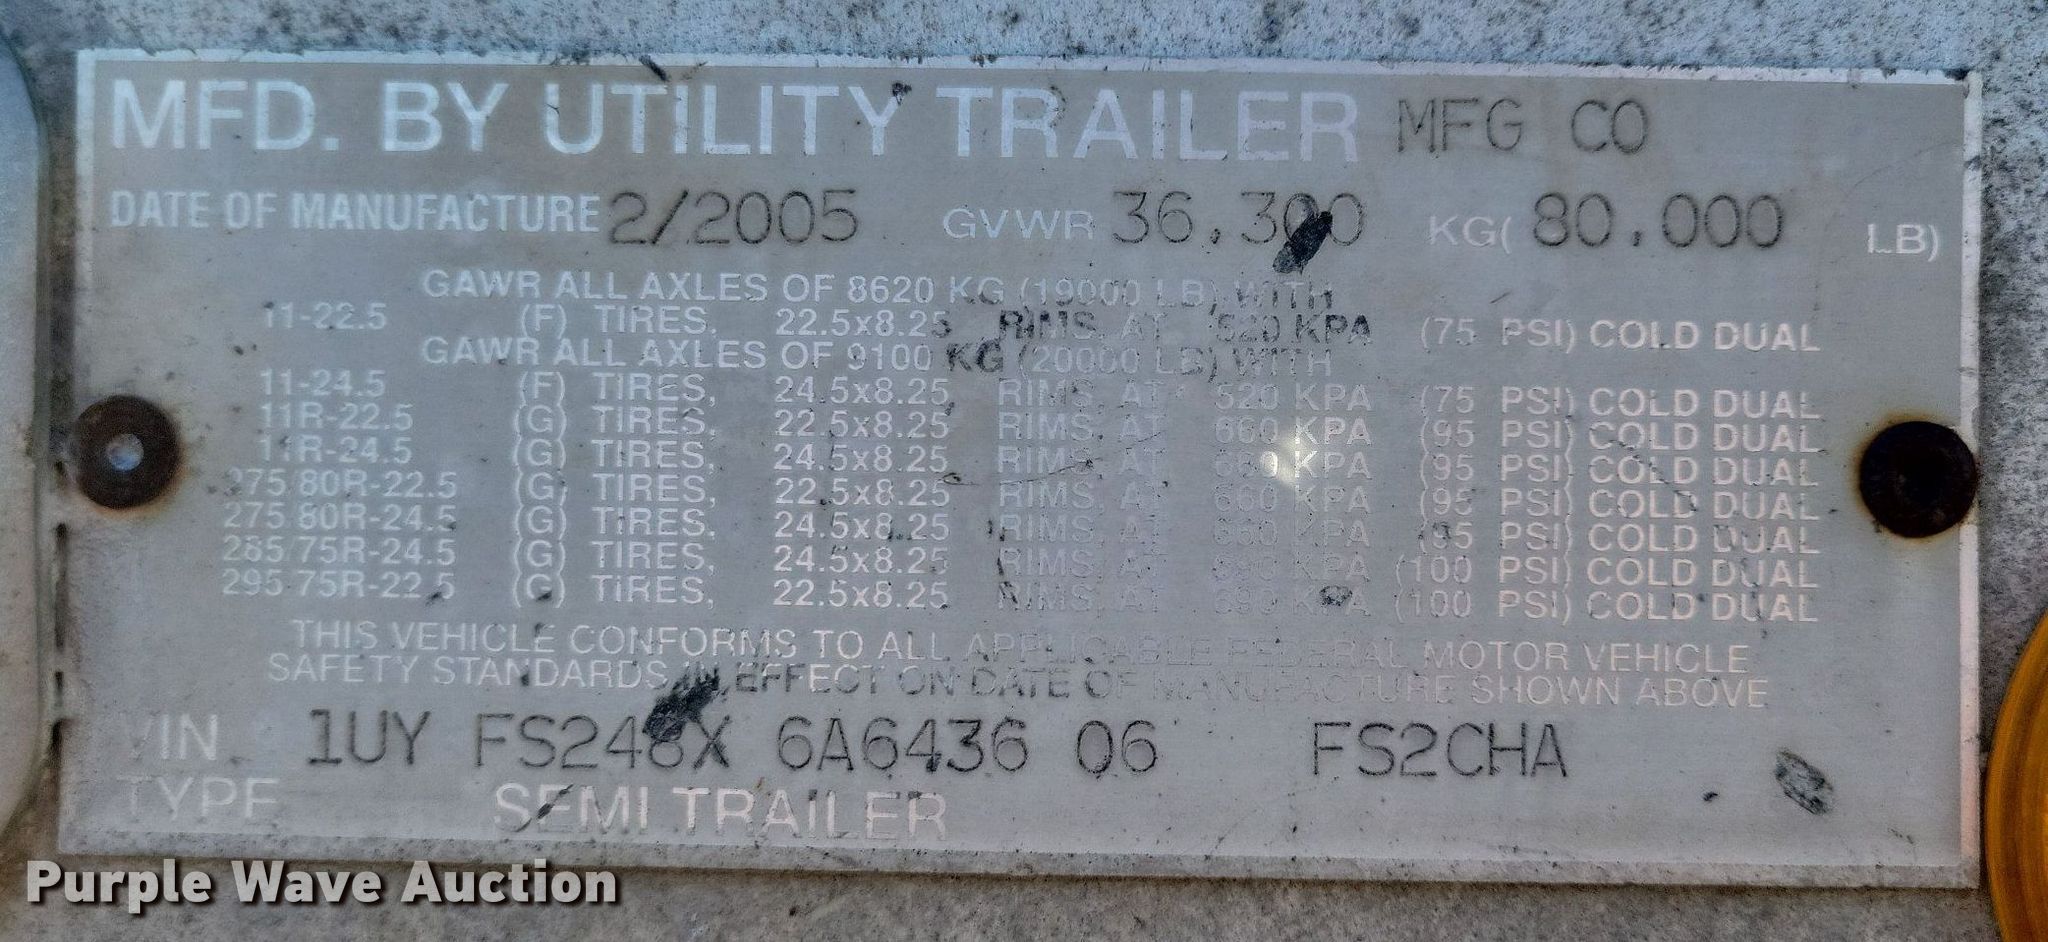 MFD. BY UTILITY TRAILER MFG CO
DATE OF MANUFACTURE 2/2005 GVWR 36,300 KG( 80,000 LB)
GAWR ALL AXLES OF 8620 KG (19000 LB) WITH
11-22.5 (F) TIRES, 22.5x8.25 RIMS, AT 520 KPA (75 PSI) COLD DUAL
GAWR ALL AXLES OF 9100 KG (20000 LB) WITH
11-24.5 (F) TIRES, 24.5x8.25 RIMS, AT 520 KPA (75 PSI) COLD DUAL
11R-22.5 (G) TIRES, 22.5x8.25 RIMS, AT 660 KPA (95 PSI) COLD DUAL
11R-24.5 (G) TIRES, 24.5x8.25 RIMS, AT 660 KPA (95 PSI) COLD DUAL
275/80R-22.5 (G) TIRES, 22.5x8.25 RIMS, AT 660 KPA (95 PSI) COLD DUAL
275/80R-24.5 (G) TIRES, 24.5x8.25 RIMS, AT 660 KPA (95 PSI) COLD DUAL
285/75R-24.5 (G) TIRES, 24.5x8.25 RIMS, AT 690 KPA (100 PSI) COLD DUAL
295/75R-22.5 (G) TIRES, 22.5x8.25 RIMS, AT 690 KPA (100 PSI) COLD DUAL
THIS VEHICLE CONFORMS TO ALL APPLICABLE FEDERAL MOTOR VEHICLE
SAFETY STANDARDS IN EFFECT ON DATE OF MANUFACTURE SHOWN ABOVE
VIN 1UY FS248X 6A6436 06 FS2CHA
TYPE SEMI TRAILER
Purple Wave Auction